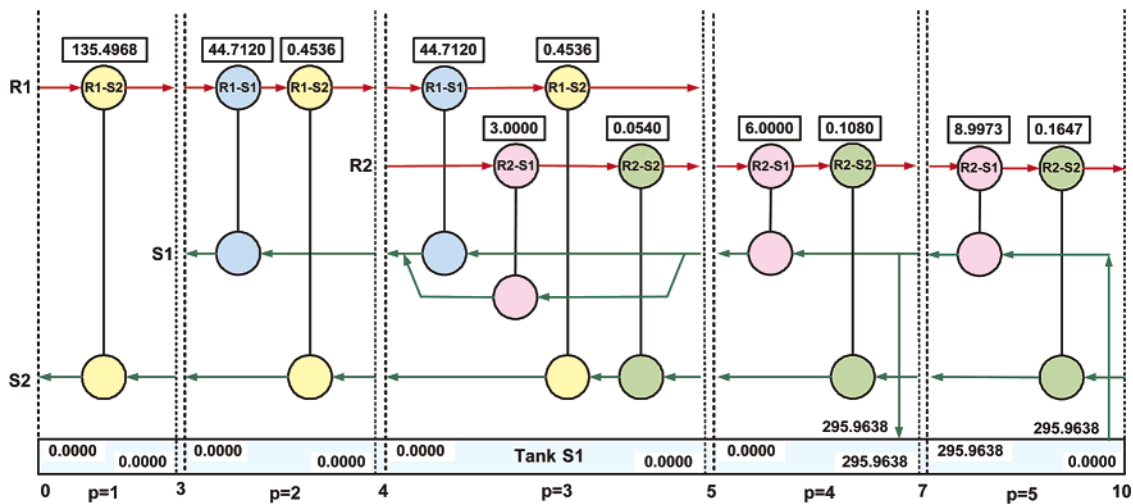 135.4968 44.7120 0.4536 44.7120 0.4536
R1 R1-S2 R1-S1 R1-S2 R1-S1 R1-S2
3.0000 0.0540 6.0000 0.1080 8.9973 0.1647
R2 R2-S1 R2-S2 R2-S1 R2-S2 R2-S1 R2-S2
S1
S2
295.9638 295.9638
0.0000 0.0000 0.0000 0.0000 295.9638
0.0000 0.0000 Tank S1 0.0000 295.9638 0.0000
0 p=1 3 p=2 4 p=3 5 p=4 7 p=5 10